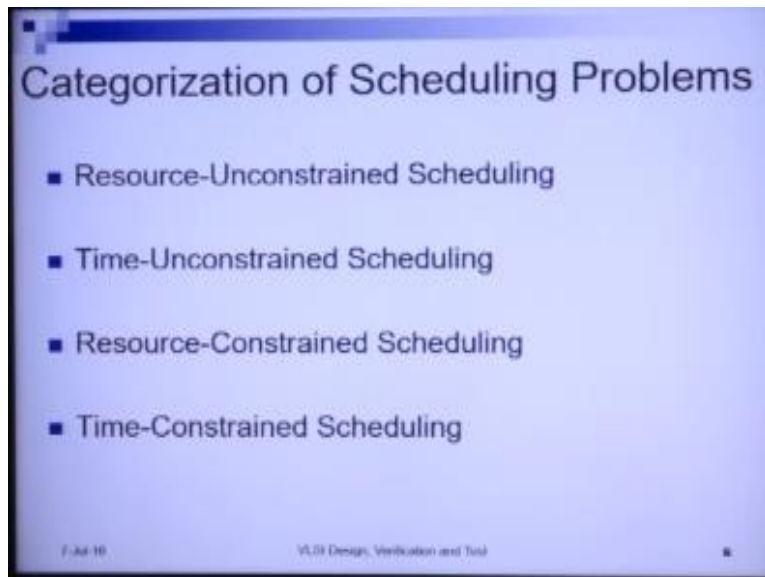 Categorization of Scheduling Problems
Resource-Unconstrained Scheduling
Time-Unconstrained Scheduling
Resource-Constrained Scheduling
Time-Constrained Scheduling
VLSI Design, Verification and Test